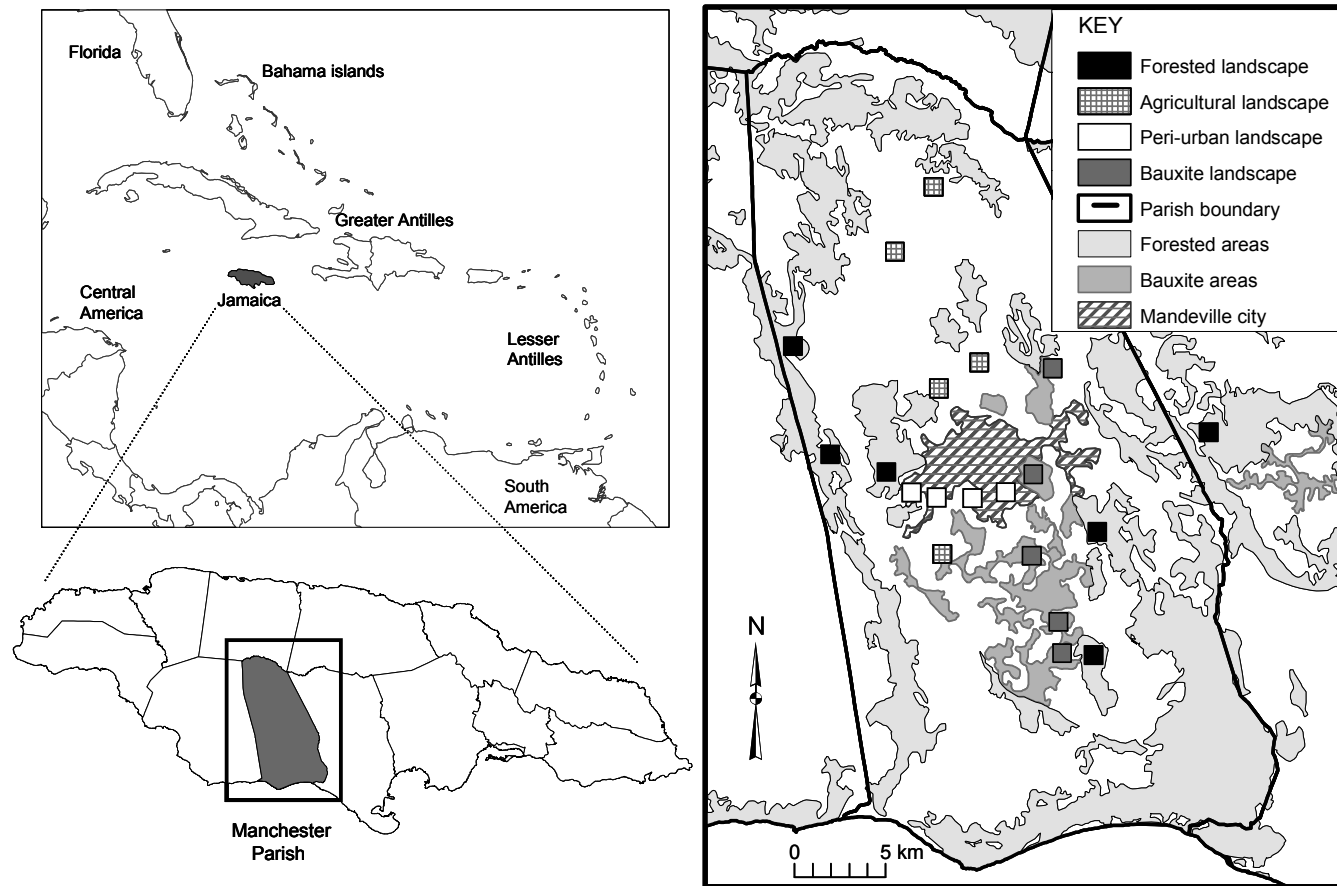 Florida
Bahama islands
Greater Antilles
Central
America
Jamaica
Lesser
Antilles
South
America
Manchester
Parish
KEY
Forested landscape
Agricultural landscape
Peri-urban landscape
Bauxite landscape
Parish boundary
Forested areas
Bauxite areas
Mandeville city
N
0 5 km